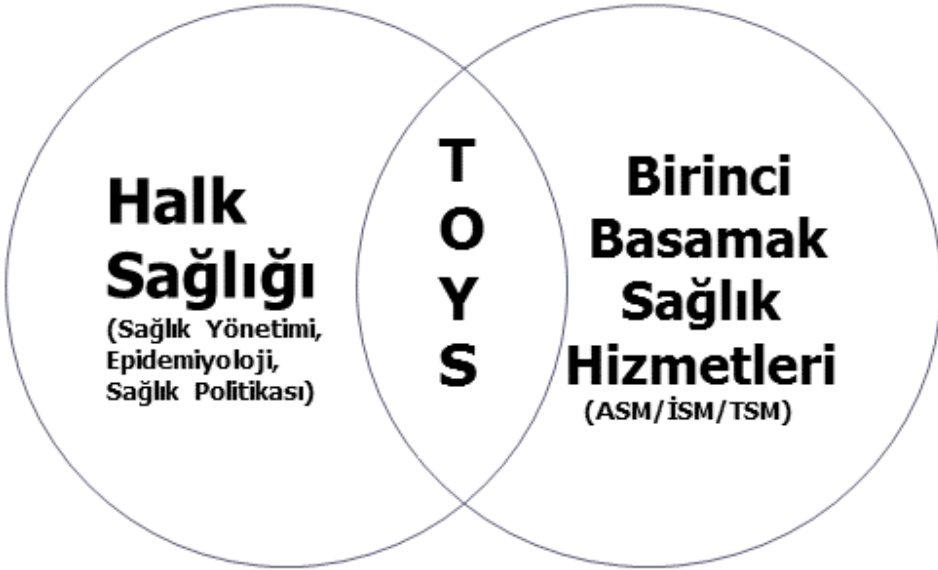 Halk
Sağlığı
(Sağlık Yönetimi,
Epidemiyoloji,
Sağlık Politikası)
T
O
Y
S
Birinci
Basamak
Sağlık
Hizmetleri
(ASM/İSM/TSM)